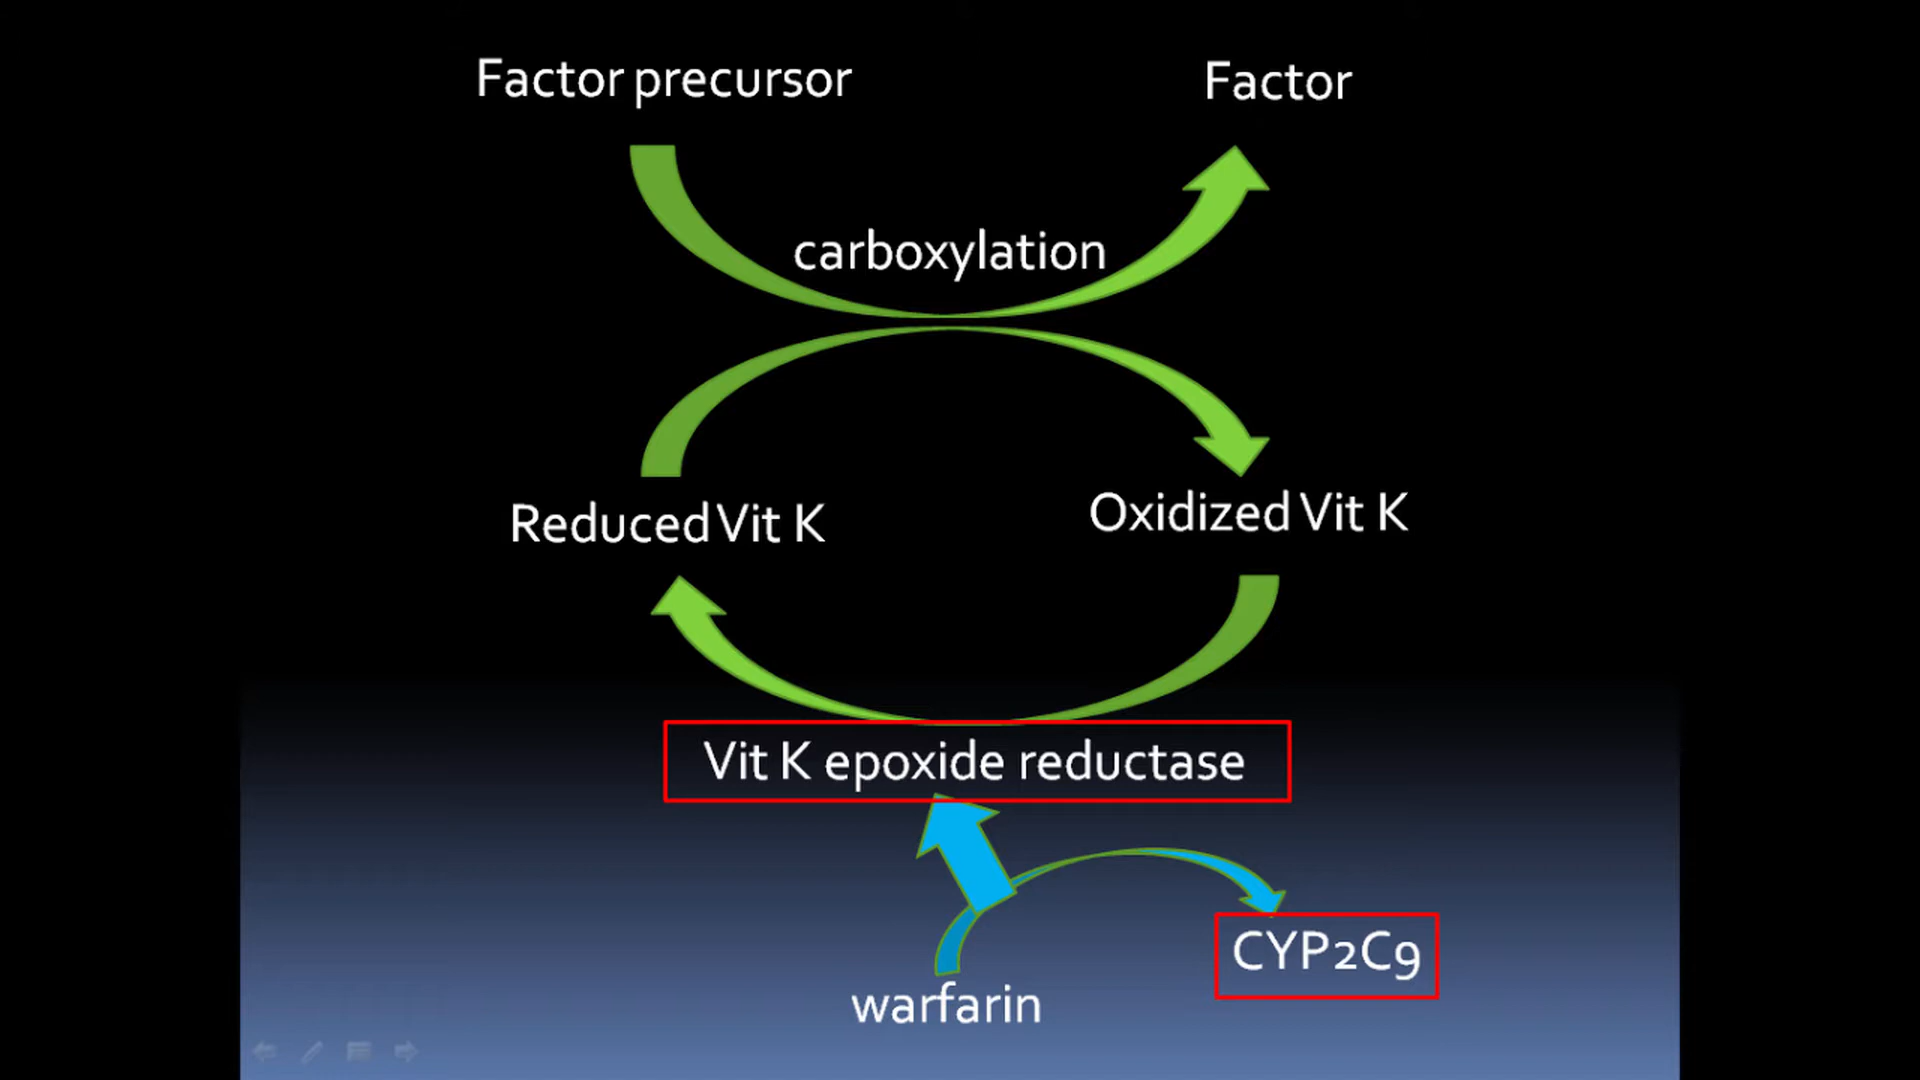 Factor precursor
Factor
carboxylation
Reduced Vit K
Oxidized Vit K
Vit K epoxide reductase
CYP2C9
warfarin